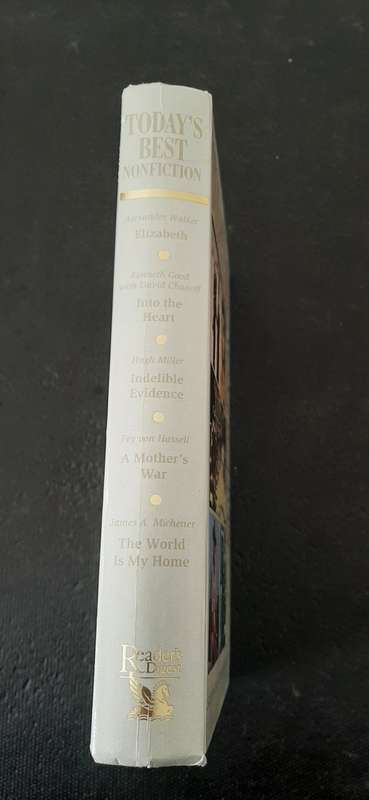 TODAY'S
BEST
NONFICTION
Alexander Walker
Elizabeth
Kenneth Good
with David Chanoff
Into the
Heart
Hugh Miller
Indelible
Evidence
Fey von Hassell
A Mother's
War
James A. Michener
The World
Is My Home
Reader's
Digest